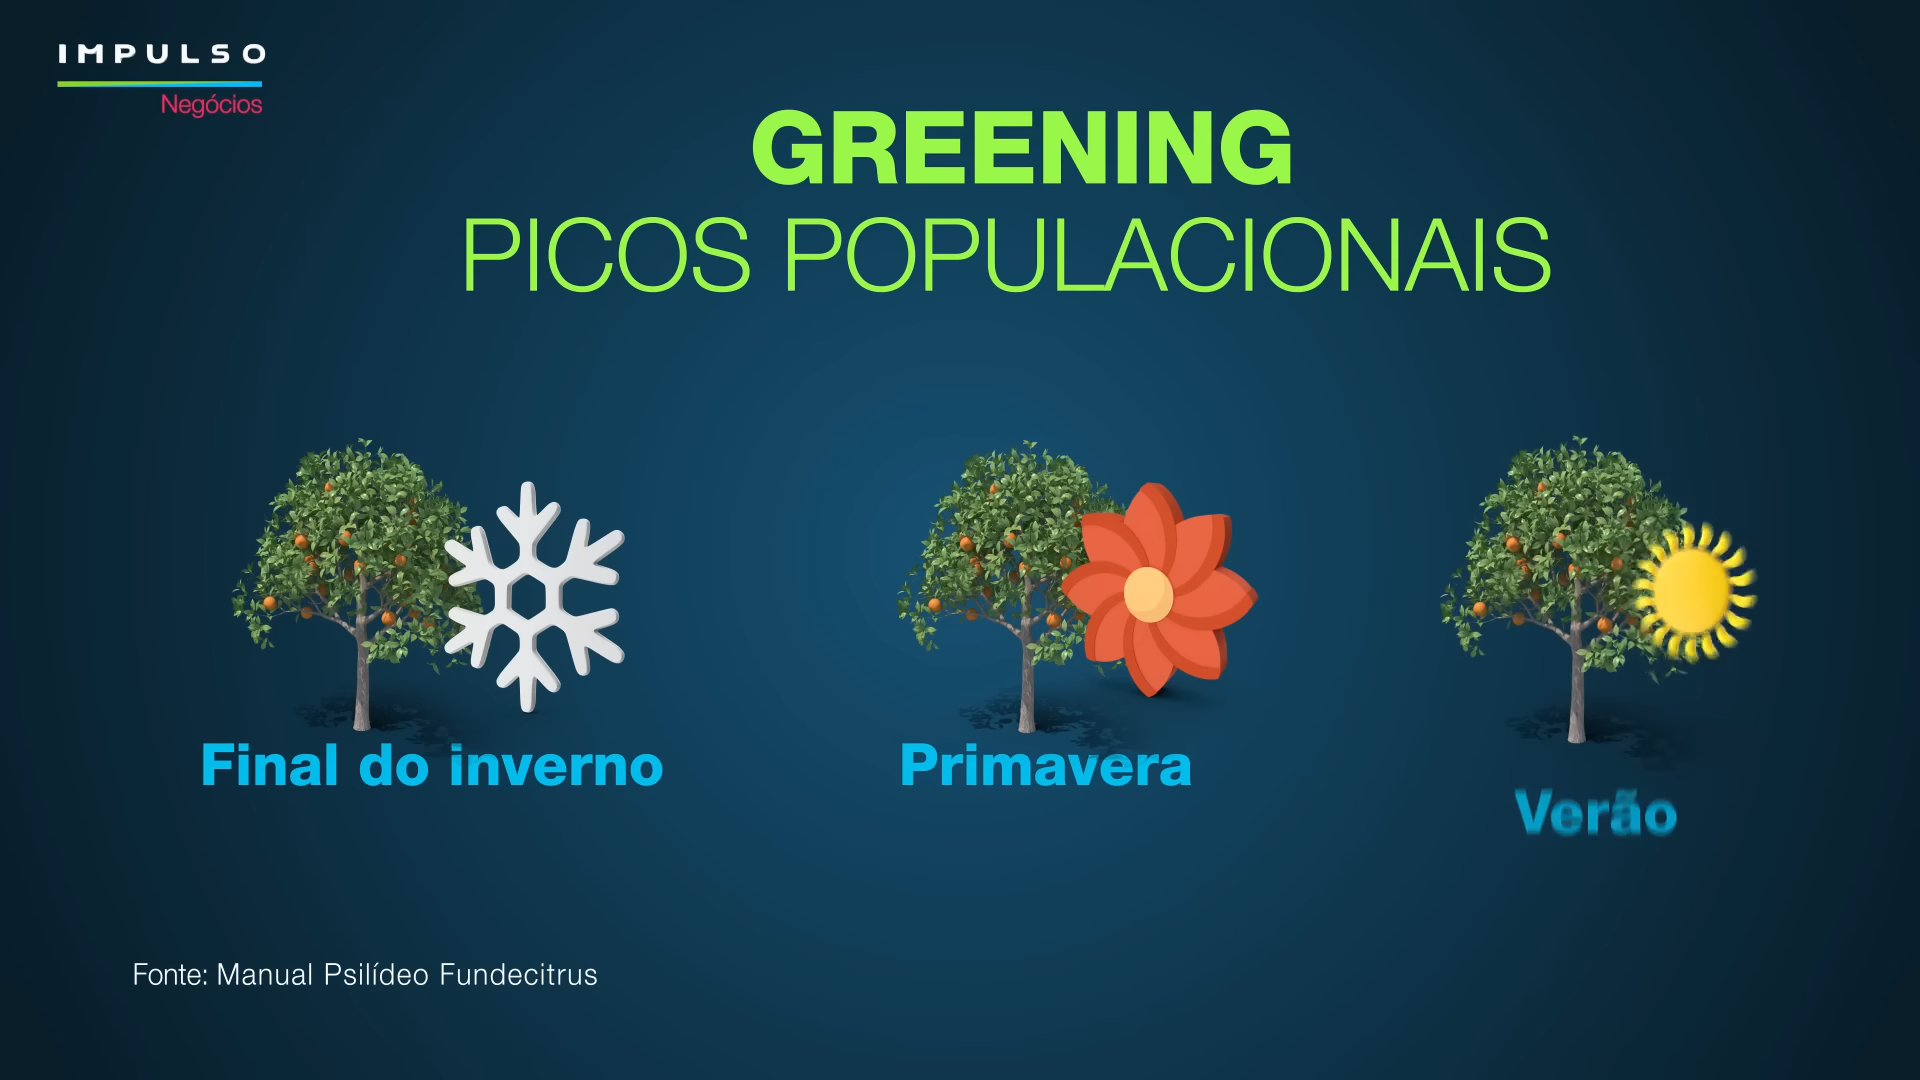 IMPULSO
Negócios
GREENING
PICOS POPULACIONAIS
Final do inverno
Primavera
Verão
Fonte: Manual Psilídeo Fundecitrus